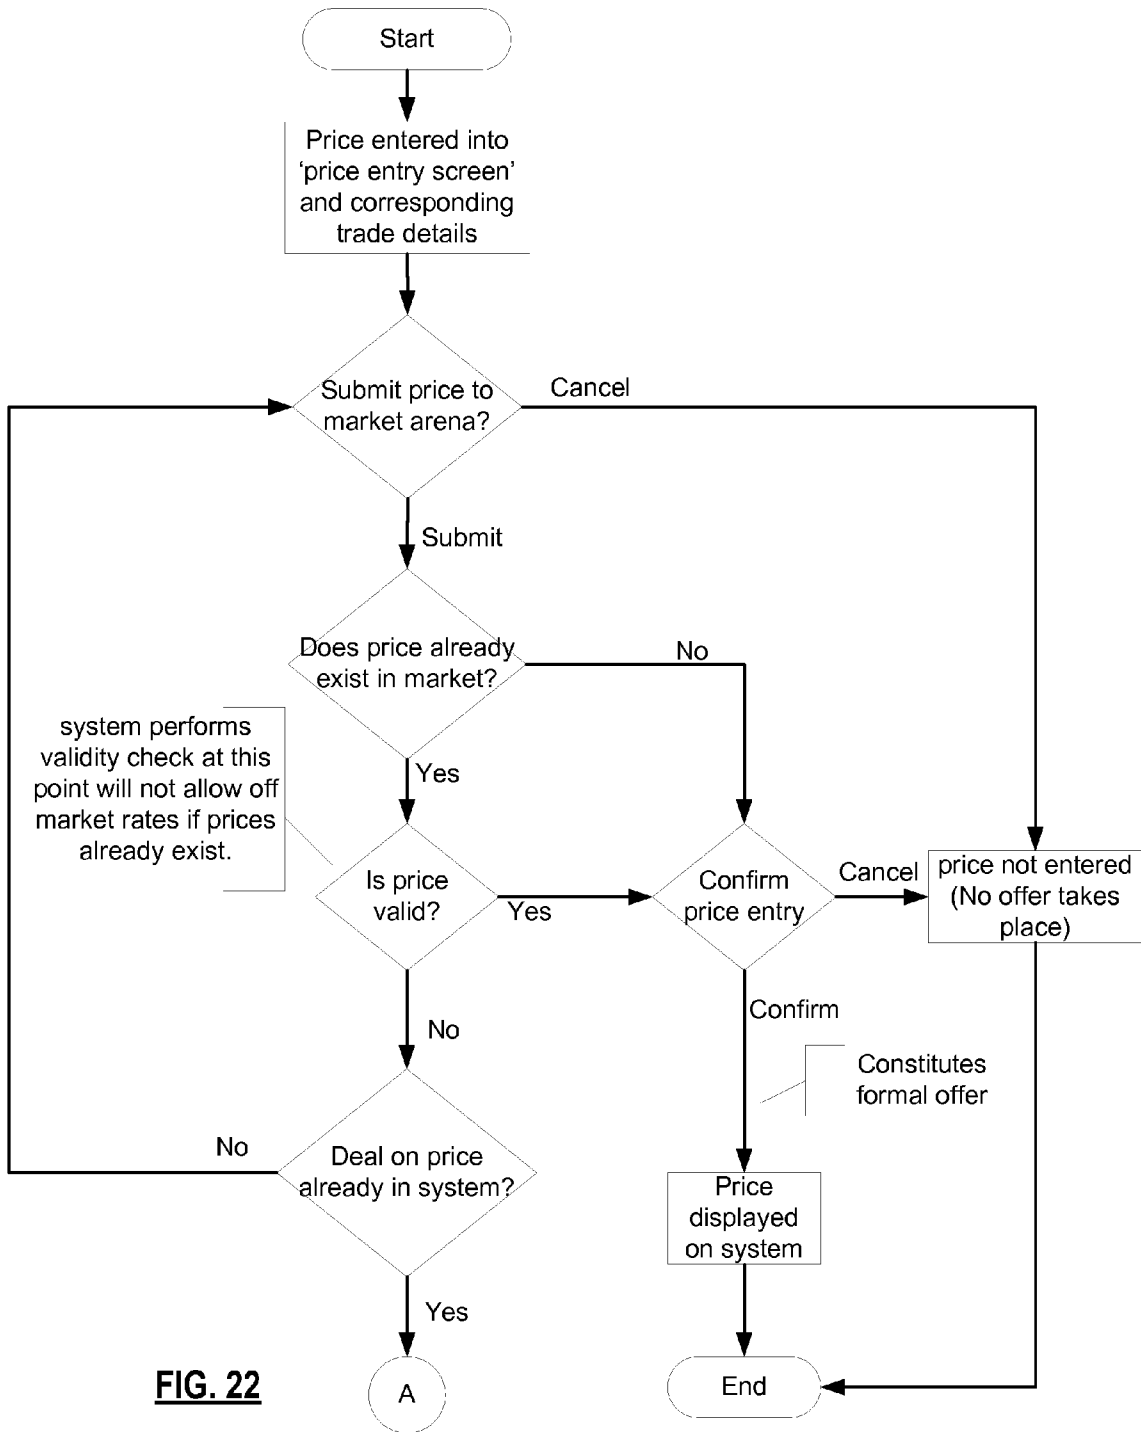 Start
Price entered into
‘price entry screen’
and corresponding
trade details
Submit price to
market arena?
Cancel
Submit
Does price already
exist in market?
No
system performs
validity check at this
point will not allow off
market rates if prices
already exist.
Yes
Is price
valid?
Yes
Confirm
price entry
Cancel
price not entered
(No offer takes
place)
No
Confirm
Constitutes
formal offer
No
Deal on price
already in system?
Price
displayed
on system
Yes
FIG. 22
A
End